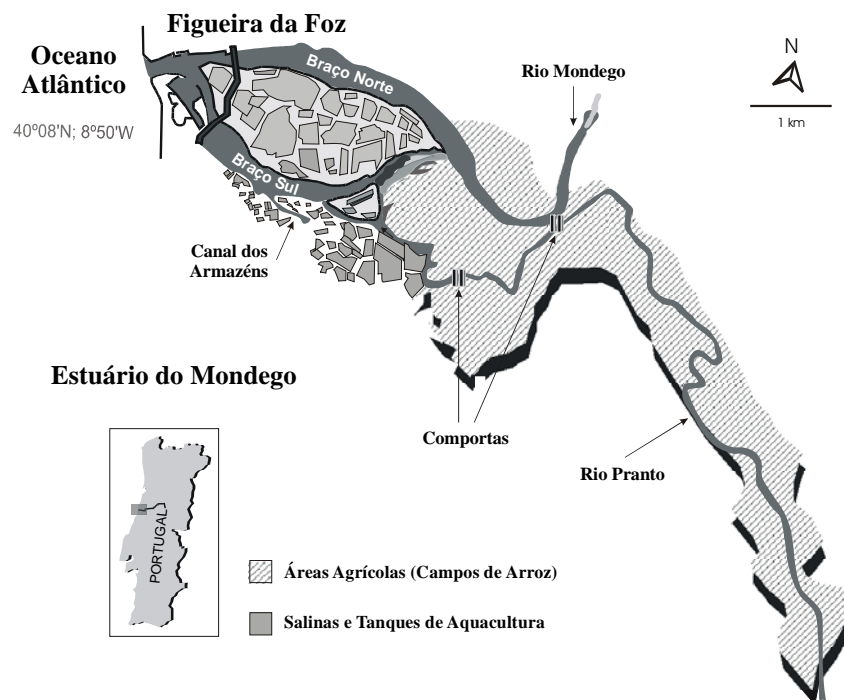 Figueira da Foz
Oceano
Atlântico
40º08'N; 8º50'W
Braço Norte
Rio Mondego
N
1 km
Braço Sul
Canal dos
Armazéns
Estuário do Mondego
Comportas
Rio Pranto
PORTUGAL
Áreas Agrícolas (Campos de Arroz)
Salinas e Tanques de Aquacultura